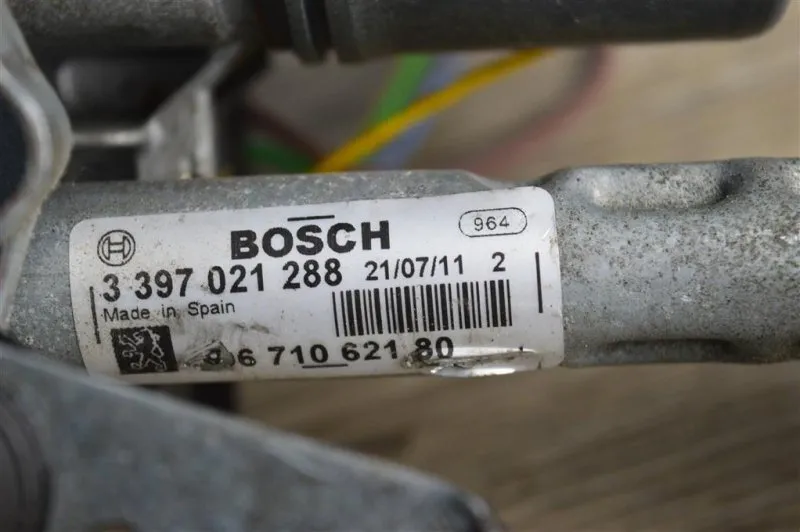 BOSCH 964
3 397 021 288 21/07/11 2
Made in Spain
6 710 621 80